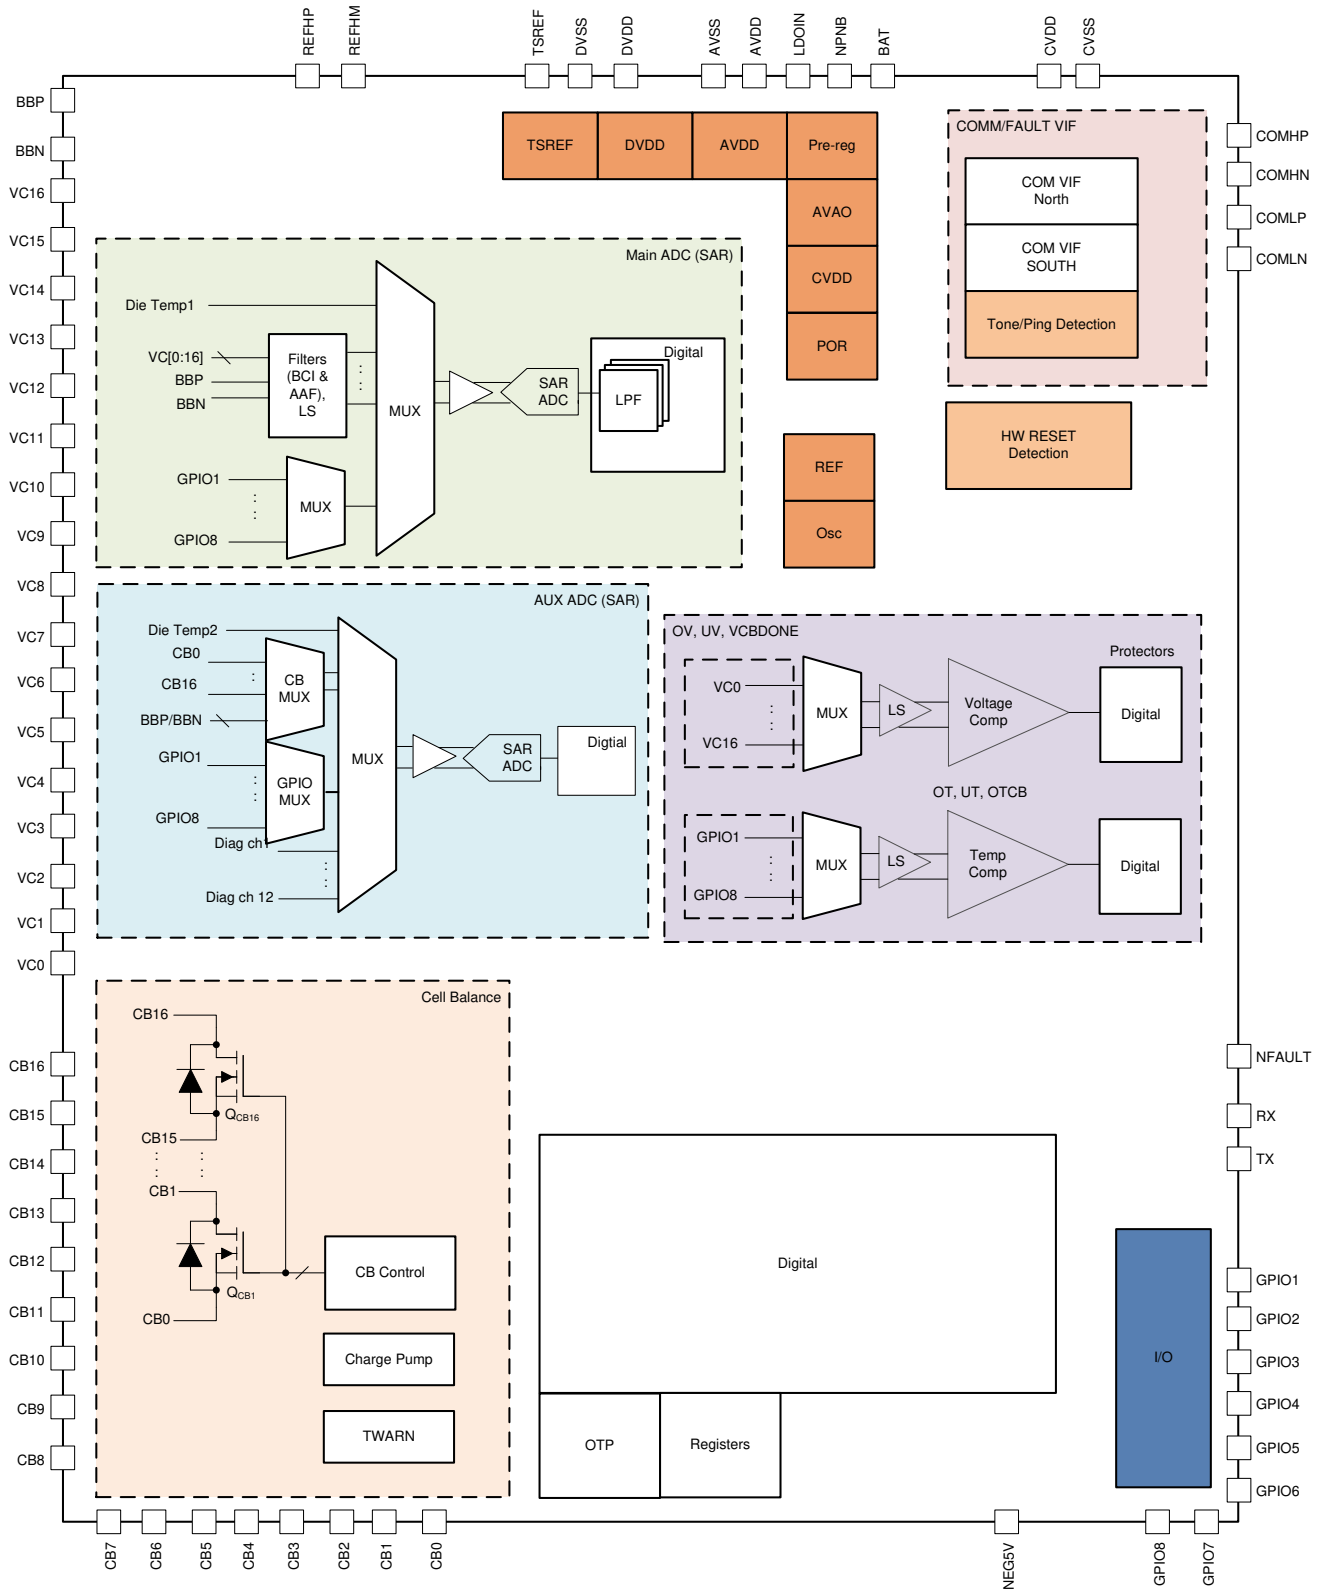 REFHP
REFHM
TSREF
DVSS
DVDD
AVSS
AVDD
LDOIN
NPNB
BAT
CVDD
CVSS
BBP
BBN
VC16
VC15
VC14
VC13
VC12
VC11
VC10
VC9
VC8
VC7
VC6
VC5
VC4
VC3
VC2
VC1
VC0
CB16
CB15
CB14
CB13
CB12
CB11
CB10
CB9
CB8
TSREF
DVDD
AVDD
Pre-reg
AVAO
CVDD
POR
REF
Osc
COMM/FAULT VIF
COM VIF
North
COM VIF
SOUTH
Tone/Ping Detection
HW RESET
Detection
COMHP
COMHN
COMLP
COMLN
Main ADC (SAR)
Die Temp1
VC[0:16]
BBP
BBN
Filters
(BCI &
AAF),
LS
GPIO1
GPIO8
MUX
MUX
SAR
ADC
Digital
LPF
AUX ADC (SAR)
Die Temp2
CB0
CB16
BBP/BBN
CB
MUX
GPIO1
GPIO8
GPIO
MUX
Diag ch1
Diag ch 12
MUX
SAR
ADC
Digtial
OV, UV, VCBDONE
Protectors
VC0
VC16
MUX
LS
Voltage
Comp
Digital
OT, UT, OTCB
GPIO1
GPIO8
MUX
LS
Temp
Comp
Digital
Cell Balance
CB16
QCB16
CB15
CB1
QCB1
CB0
CB Control
Charge Pump
TWARN
Digital
OTP
Registers
I/O
NFAULT
RX
TX
GPIO1
GPIO2
GPIO3
GPIO4
GPIO5
GPIO6
CB7
CB6
CB5
CB4
CB3
CB2
CB1
CB0
NEG5V
GPIO8
GPIO7